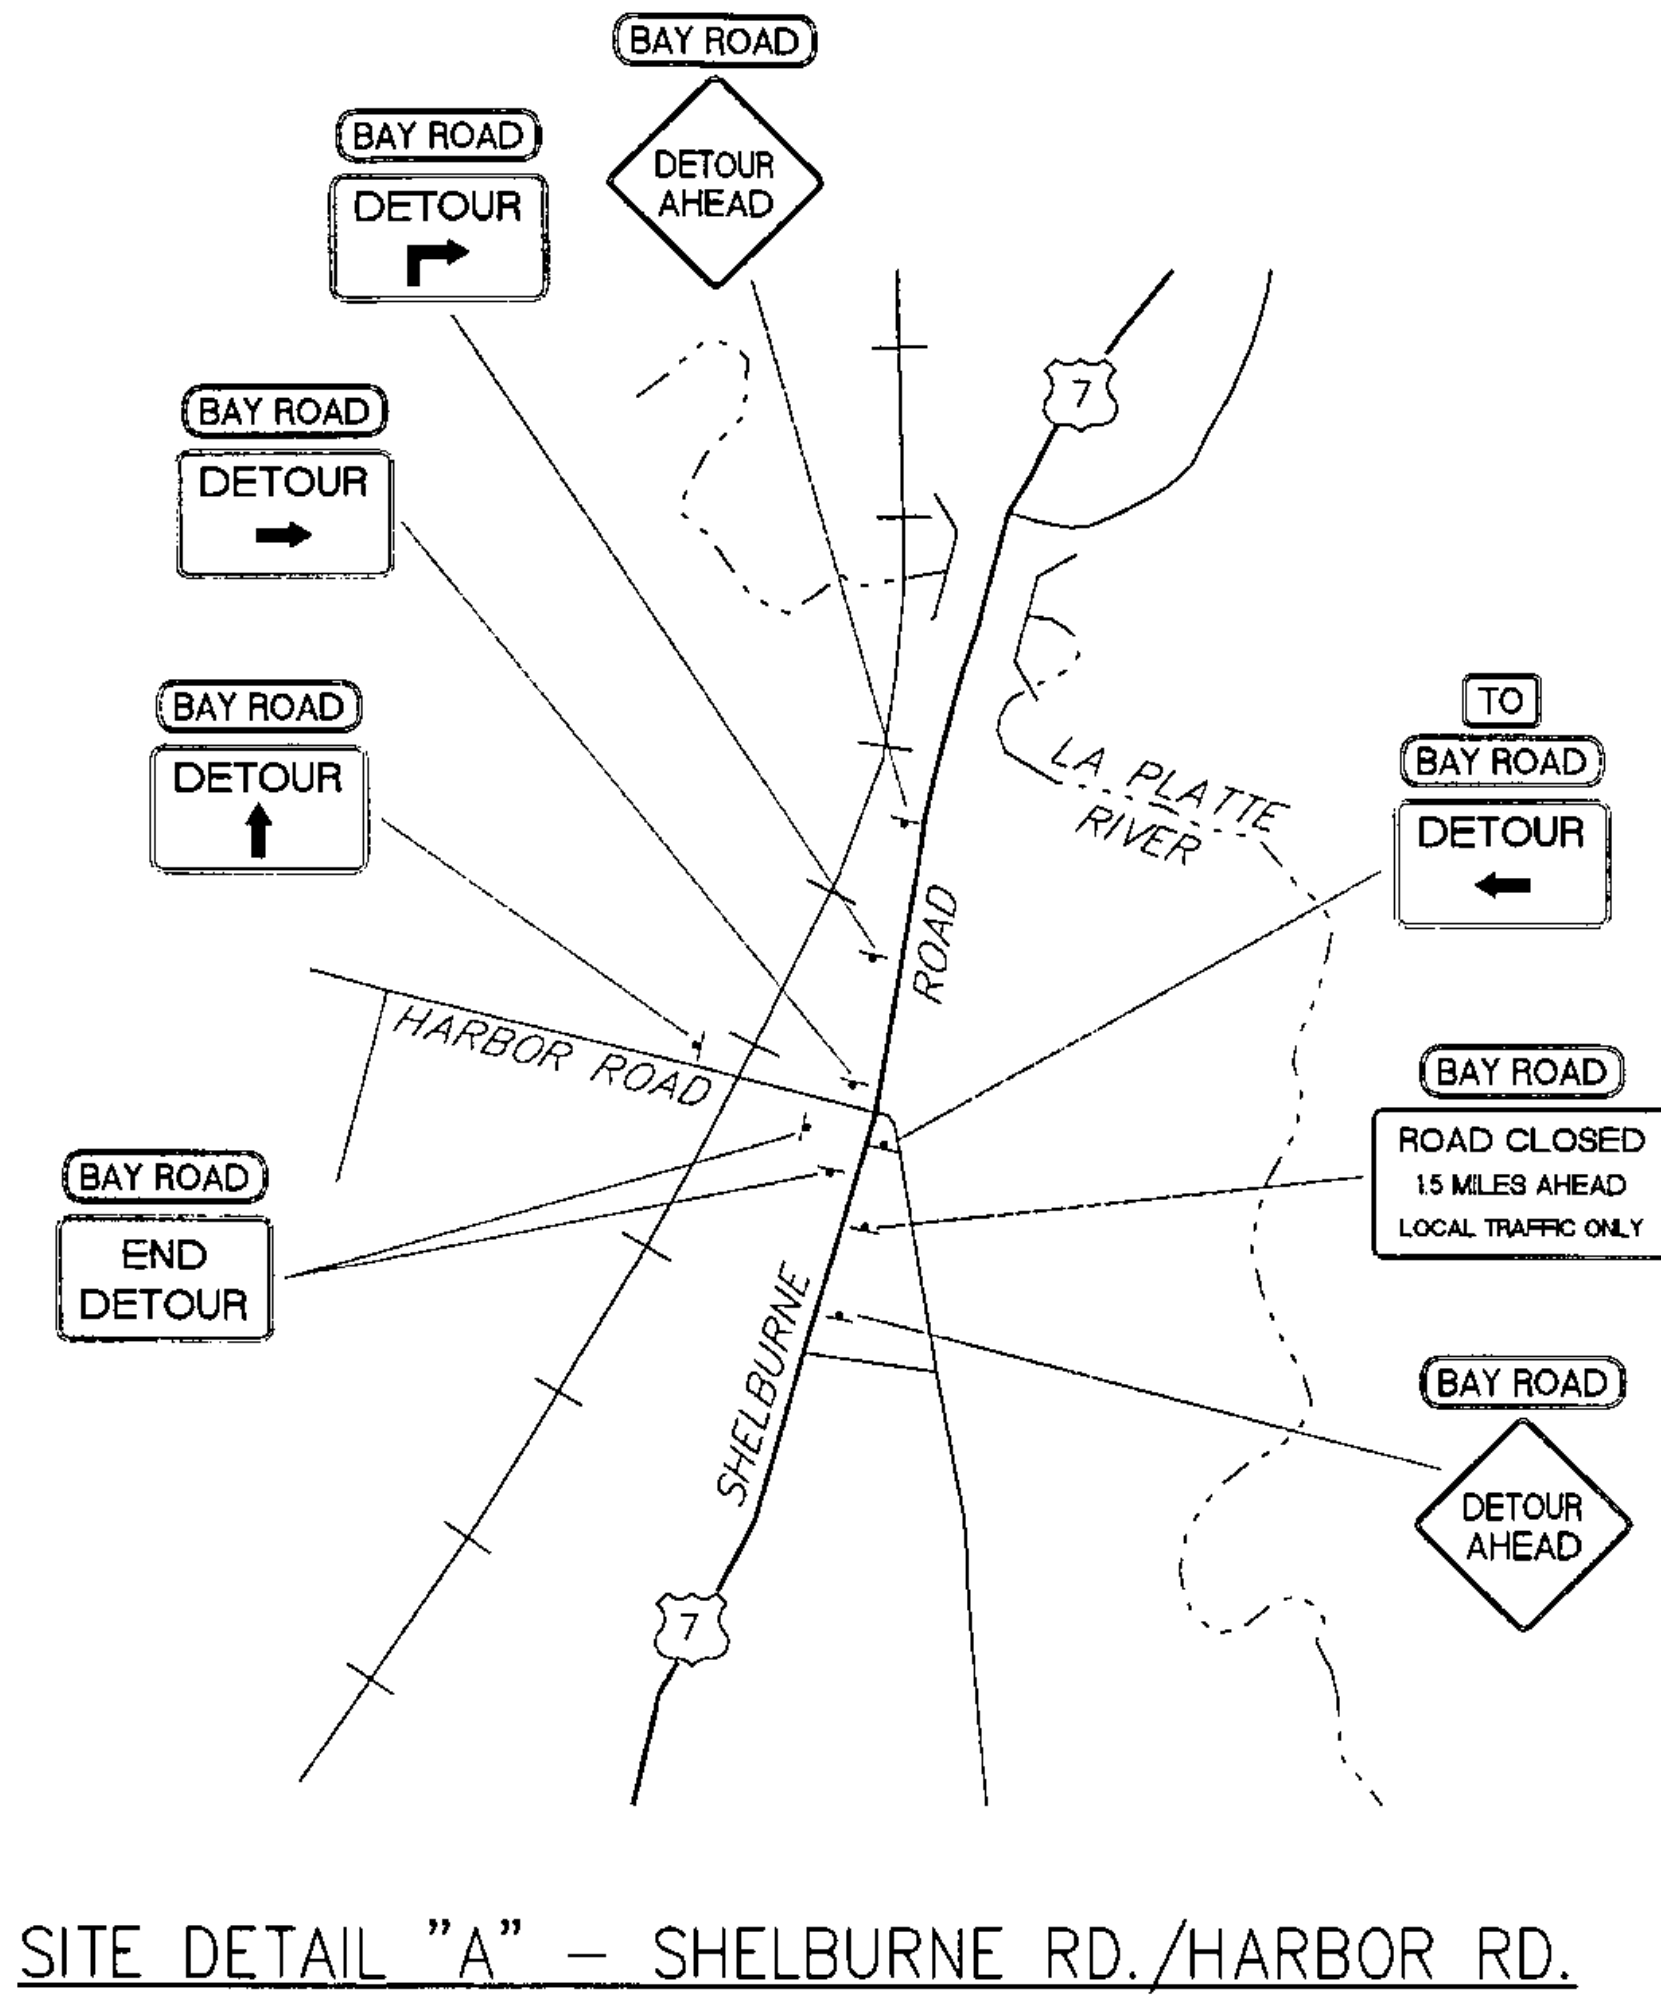 BAY ROAD
DETOUR
AHEAD
BAY ROAD
DETOUR
BAY ROAD
DETOUR
BAY ROAD
DETOUR
BAY ROAD
END
DETOUR
7
LA PLATTE
RIVER
ROAD
HARBOR ROAD
SHELBURNE
7
TO
BAY ROAD
DETOUR
BAY ROAD
ROAD CLOSED
1.5 MILES AHEAD
LOCAL TRAFFIC ONLY
BAY ROAD
DETOUR
AHEAD
SITE DETAIL "A" – SHELBURNE RD./HARBOR RD.